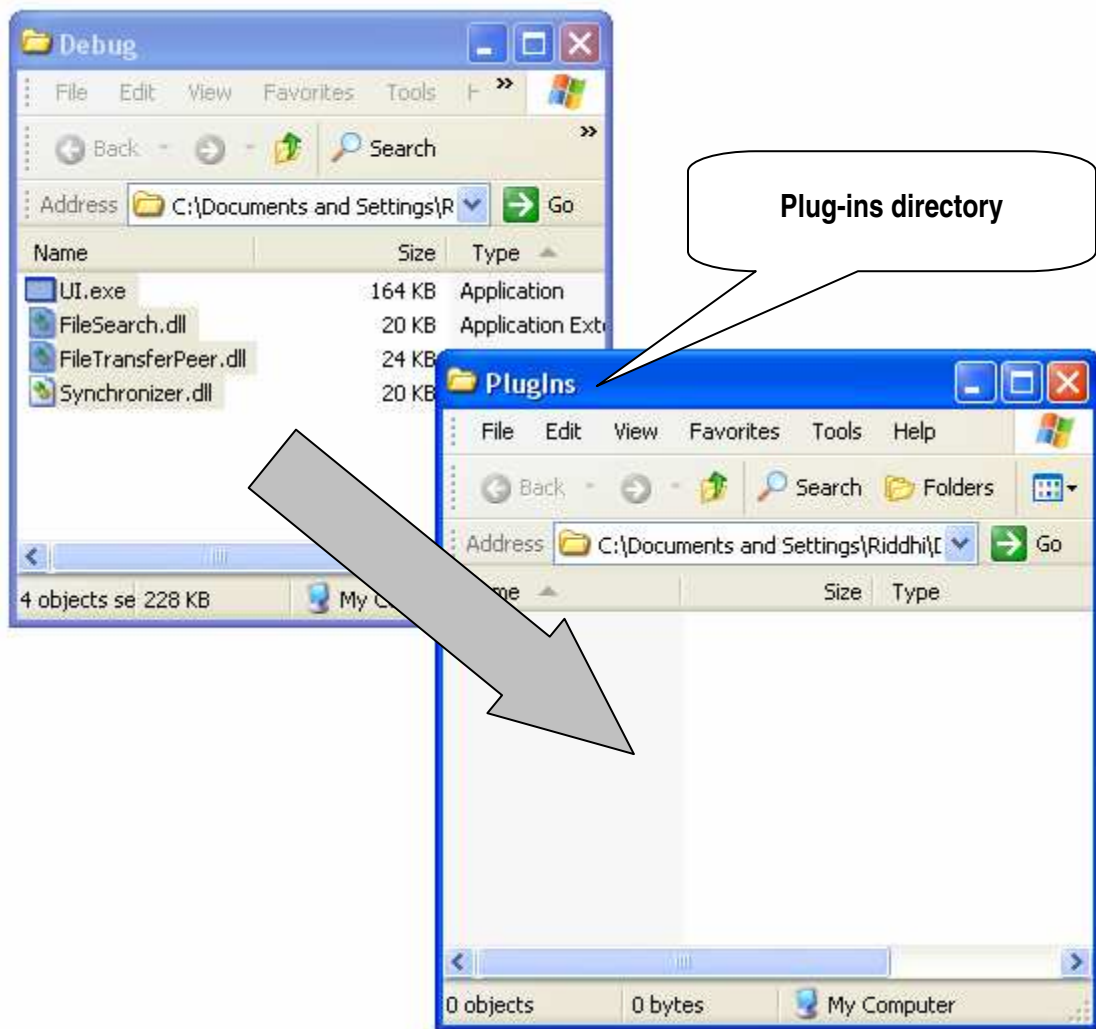 Debug
File Edit View Favorites Tools »
Back Search »
Address C:\Documents and Settings\R Go
Name Size Type
UI.exe 164 KB Application
FileSearch.dll 20 KB Application Exte
FileTransferPeer.dll 24 KB
Synchronizer.dll 20 KB
4 objects se 228 KB My C
Plug-ins directory
PlugIns
File Edit View Favorites Tools Help
Back Search Folders
Address C:\Documents and Settings\Riddhi\ Go
Size Type
0 objects 0 bytes My Computer